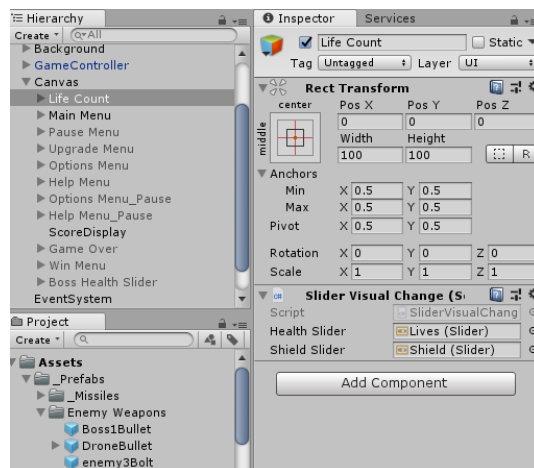 Hierarchy
Create
All
Background
GameController
Canvas
Life Count
Main Menu
Pause Menu
Upgrade Menu
Options Menu
Help Menu
Options Menu_Pause
Help Menu_Pause
ScoreDisplay
Game Over
Win Menu
Boss Health Slider
EventSystem
Project
Create
Assets
_Prefabs
_Missiles
Enemy Weapons
Boss1Bullet
DroneBullet
enemy3Bolt
Inspector Services
Life Count Static
Tag Untagged Layer UI
Rect Transform
center Pos X Pos Y Pos Z
middle
0 0 0
Width Height
100 100 R
Anchors
Min X 0.5 Y 0.5
Max X 0.5 Y 0.5
Pivot X 0.5 Y 0.5
Rotation X 0 Y 0 Z 0
Scale X 1 Y 1 Z 1
Slider Visual Change (S
Script SliderVisualChang
Health Slider Lives (Slider)
Shield Slider Shield (Slider)
Add Component